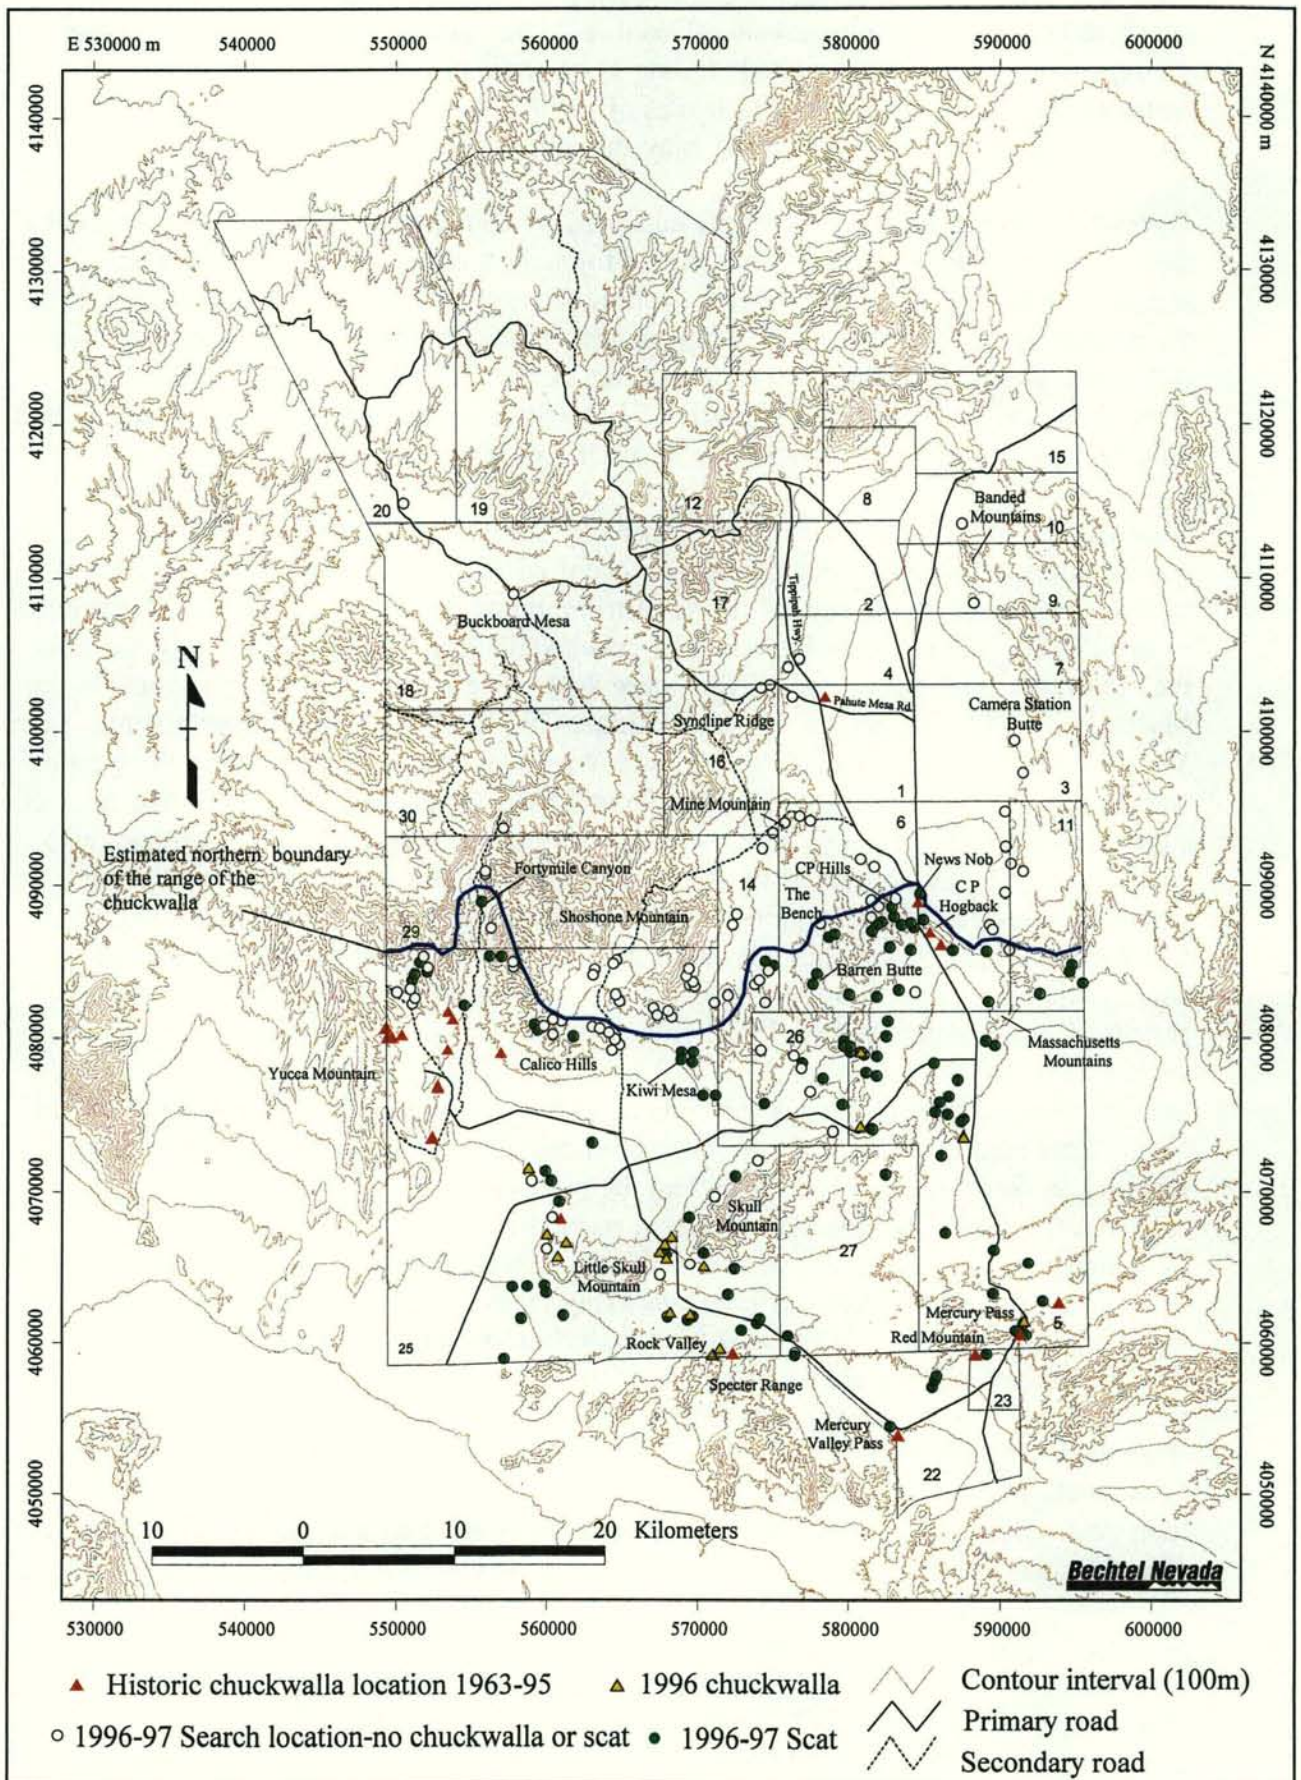 E 530000 m 540000 550000 560000 570000 580000 590000 600000
4140000
N 4140000 m
4130000
4130000
4120000
4120000
15
8
Banded
Mountains
20
19
12
10
4110000
4110000
Tippipah Hwy.
17
2
9
Buckboard Mesa
N
18
4
7
Camera Station
Butte
Pahute Mesa Rd.
Syncline Ridge
4100000
4100000
16
1
3
Mine Mountain
30
6
11
Estimated northern boundary
of the range of the
chuckwalla
Fortymile Canyon
News Nob
CP Hills
4090000
4090000
14
The
Bench
C P
Hogback
Shoshone Mountain
29
Barren Butte
26
4080000
4080000
Massachusetts
Mountains
Calico Hills
Yucca Mountain
Kiwi Mesa
4070000
4070000
Skull
Mountain
27
Little Skull
Mountain
Mercury Pass
5
Red Mountain
Rock Valley
25
4060000
4060000
Specter Range
23
Mercury
Valley Pass
22
4050000
4050000
10 0 10 20 Kilometers
Bechtel Nevada
530000 540000 550000 560000 570000 580000 590000 600000
Historic chuckwalla location 1963-95
1996 chuckwalla
Contour interval (100m)
1996-97 Search location-no chuckwalla or scat
1996-97 Scat
Primary road
Secondary road